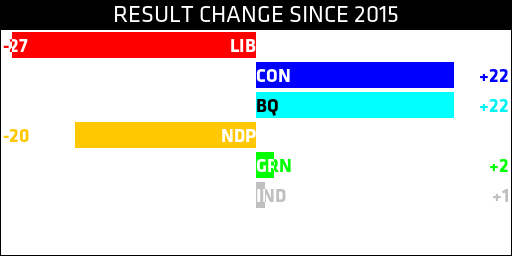 RESULT CHANGE SINCE 2015
-27 LIB
CON +22
BQ +22
-20 NDP
GRN +2
IND +1